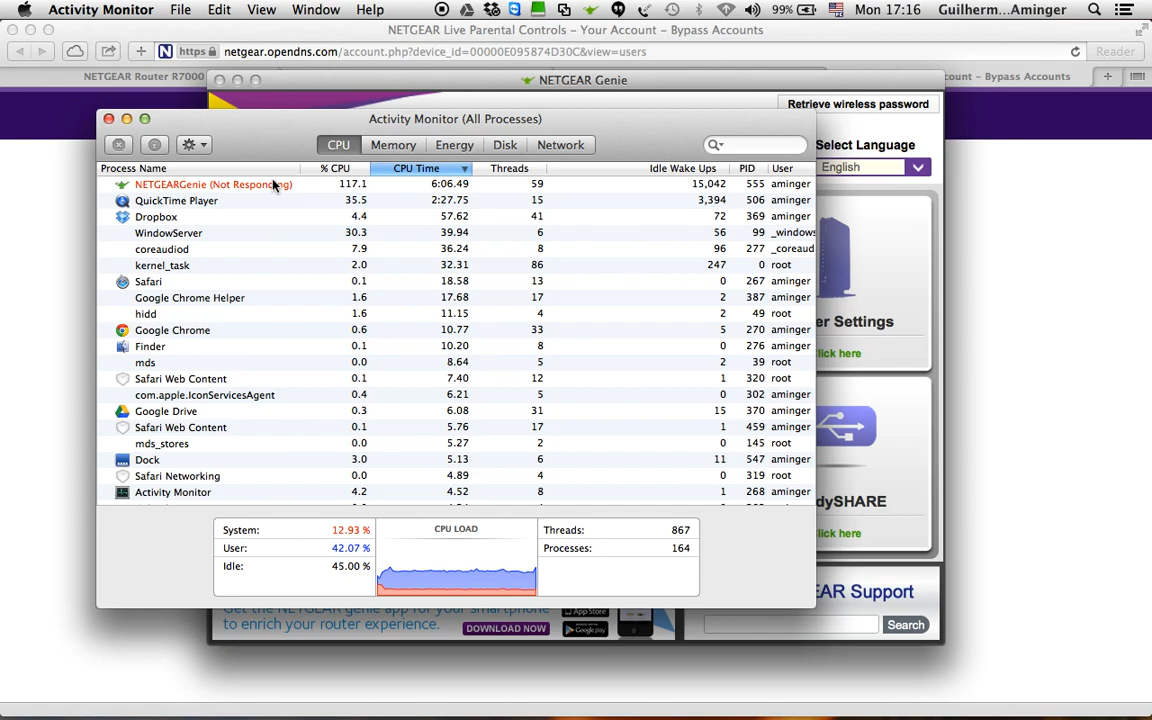 Activity Monitor File Edit View Window Help 99% Mon 17:16 Guilherm...Aminger
NETGEAR Live Parental Controls - Your Account - Bypass Accounts
N https netgear.opendns.com/account.php?device_id=00000E095874D30C&view=users Reader
NETGEAR Router R7000 count – Bypass Accounts
NETGEAR Genie
Retrieve wireless password
Activity Monitor (All Processes)
CPU Memory Energy Disk Network
Select Language
English
Process Name % CPU CPU Time Threads Idle Wake Ups PID User
NETGEARGenie (Not Responding) 117.1 6:06.49 59 15,042 555 aminger
QuickTime Player 35.5 2:27.75 15 3,394 506 aminger
Dropbox 4.4 57.62 41 72 369 aminger
WindowServer 30.3 39.94 6 56 99 _windows
coreaudiod 7.9 36.24 8 96 277 _coreaud
kernel_task 2.0 32.31 86 247 0 root
Safari 0.1 18.58 13 0 267 aminger
Google Chrome Helper 1.6 17.68 17 2 387 aminger
hidd 1.6 11.15 4 2 49 root
Google Chrome 0.6 10.77 33 5 270 aminger
Finder 0.1 10.20 8 0 276 aminger
mds 0.0 8.64 5 2 39 root
Safari Web Content 0.1 7.40 12 1 320 root
com.apple.IconServicesAgent 0.4 6.21 5 0 302 aminger
Google Drive 0.3 6.08 31 15 370 aminger
Safari Web Content 0.1 5.76 17 1 459 aminger
mds_stores 0.0 5.27 2 0 145 root
Dock 3.0 5.13 6 11 547 aminger
Safari Networking 0.0 4.89 4 0 319 root
Activity Monitor 4.2 4.52 8 1 268 aminger
er Settings
lick here
dySHARE
lick here
System: 12.93 % CPU LOAD Threads: 867
User: 42.07 % Processes: 164
Idle: 45.00 %
EAR Support
Get the NETGEAR genie app for your smartphone
to enrich your router experience. DOWNLOAD NOW App Store Google play
Search